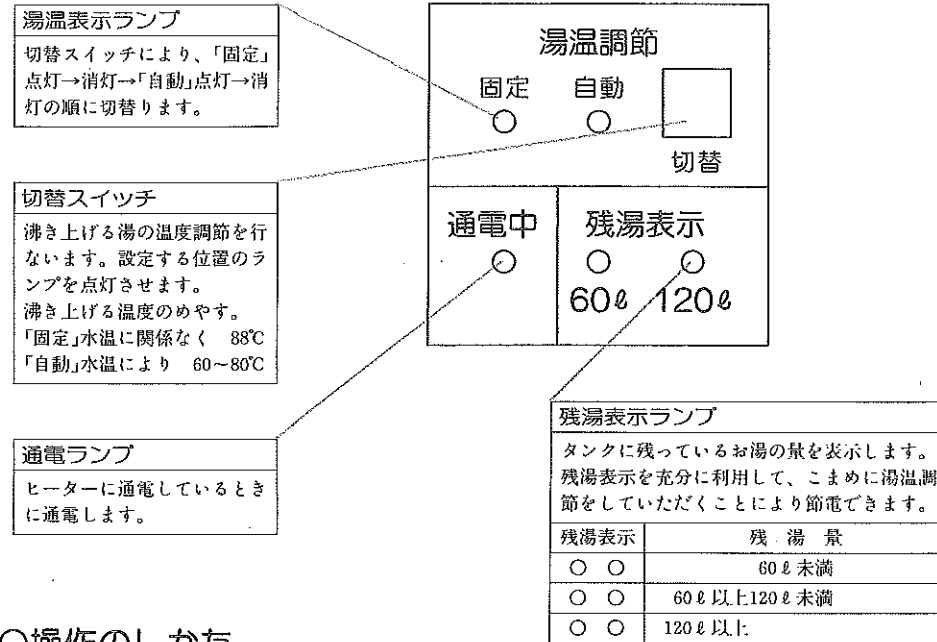 湯温表示ランプ
切替スイッチにより、「固定」
点灯→消灯→「自動」点灯→消
灯の順に切替ります。
湯温調節
固定 自動
切替
切替スイッチ
沸き上げる湯の温度調節を行
ないます。設定する位置のラ
ンプを点灯させます。
沸き上げる温度のめやす。
「固定」水温に関係なく 88℃
「自動」水温により 60~80℃
通電中
残湯表示
60ℓ 120ℓ
通電ランプ
ヒーターに通電しているとき
に通電します。
残湯表示ランプ
タンクに残っているお湯の量を表示します。
残湯表示を充分に利用して、こまめに湯温調
節をしていただくことにより節電できます。
残湯表示 残湯量
○ ○ 60ℓ未満
○ ○ 60ℓ以上120ℓ未満
○ ○ 120ℓ以上
○操作のしかた